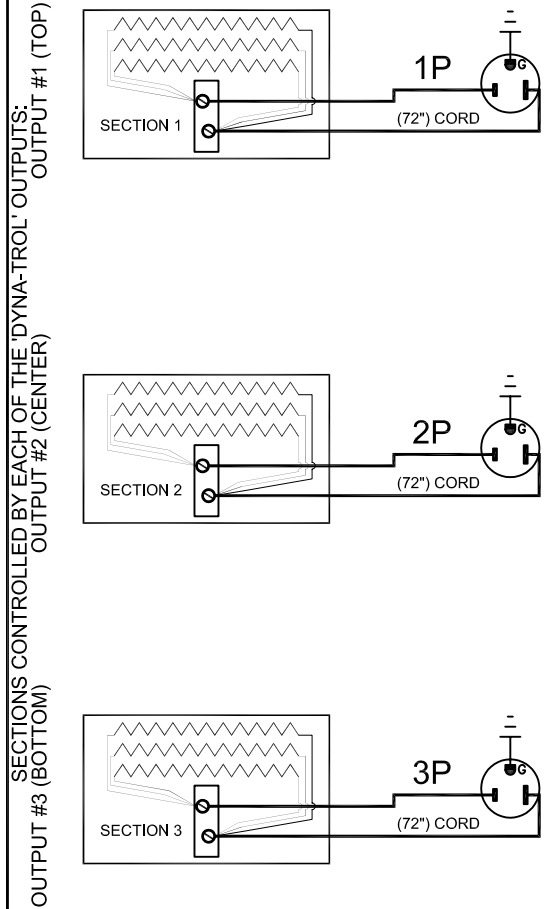 SECTIONS CONTROLLED BY EACH OF THE 'DYNA-TROL' OUTPUTS:
OUTPUT #1 (TOP)
SECTION 1
1P
(72") CORD
G
OUTPUT #2 (CENTER)
SECTION 2
2P
(72") CORD
G
OUTPUT #3 (BOTTOM)
SECTION 3
3P
(72") CORD
G